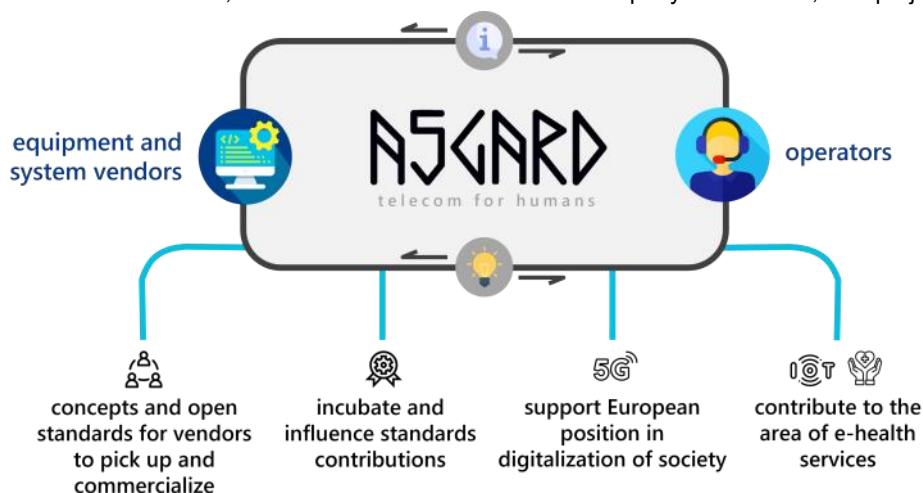 i
equipment and
system vendors
</>
ASGARD
telecom for humans
operators
5G
IOT
concepts and open
standards for vendors
to pick up and
commercialize
incubate and
influence standards
contributions
support European
position in
digitalization of society
contribute to the
area of e-health
services